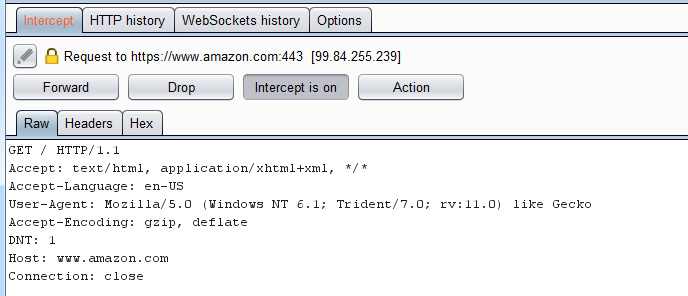 Intercept HTTP history WebSockets history Options
Request to https://www.amazon.com:443 [99.84.255.239]
Forward Drop Intercept is on Action
Raw Headers Hex
GET / HTTP/1.1
Accept: text/html, application/xhtml+xml, */*
Accept-Language: en-US
User-Agent: Mozilla/5.0 (Windows NT 6.1; Trident/7.0; rv:11.0) like Gecko
Accept-Encoding: gzip, deflate
DNT: 1
Host: www.amazon.com
Connection: close